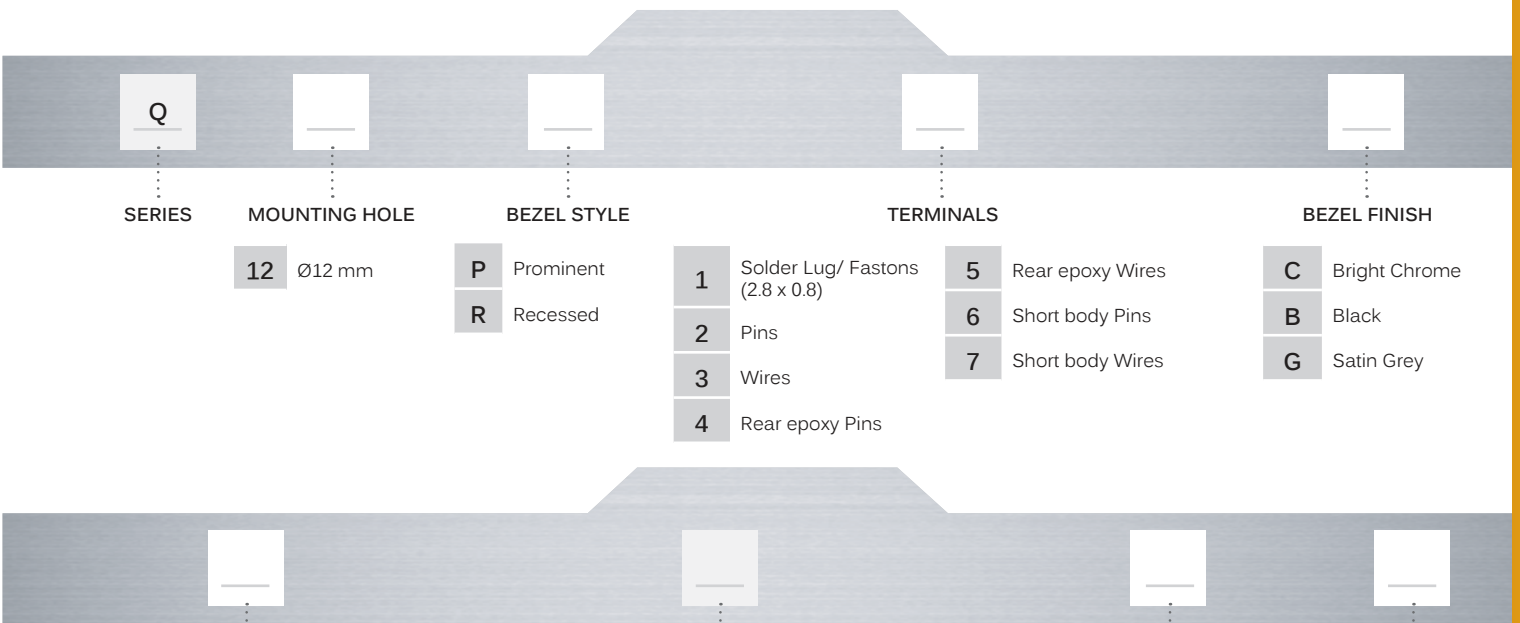 Q
SERIES
MOUNTING HOLE
BEZEL STYLE
TERMINALS
BEZEL FINISH
12 Ø12 mm
P Prominent
R Recessed
1 Solder Lug/ Fastons
(2.8 x 0.8)
2 Pins
3 Wires
4 Rear epoxy Pins
5 Rear epoxy Wires
6 Short body Pins
7 Short body Wires
C Bright Chrome
B Black
G Satin Grey